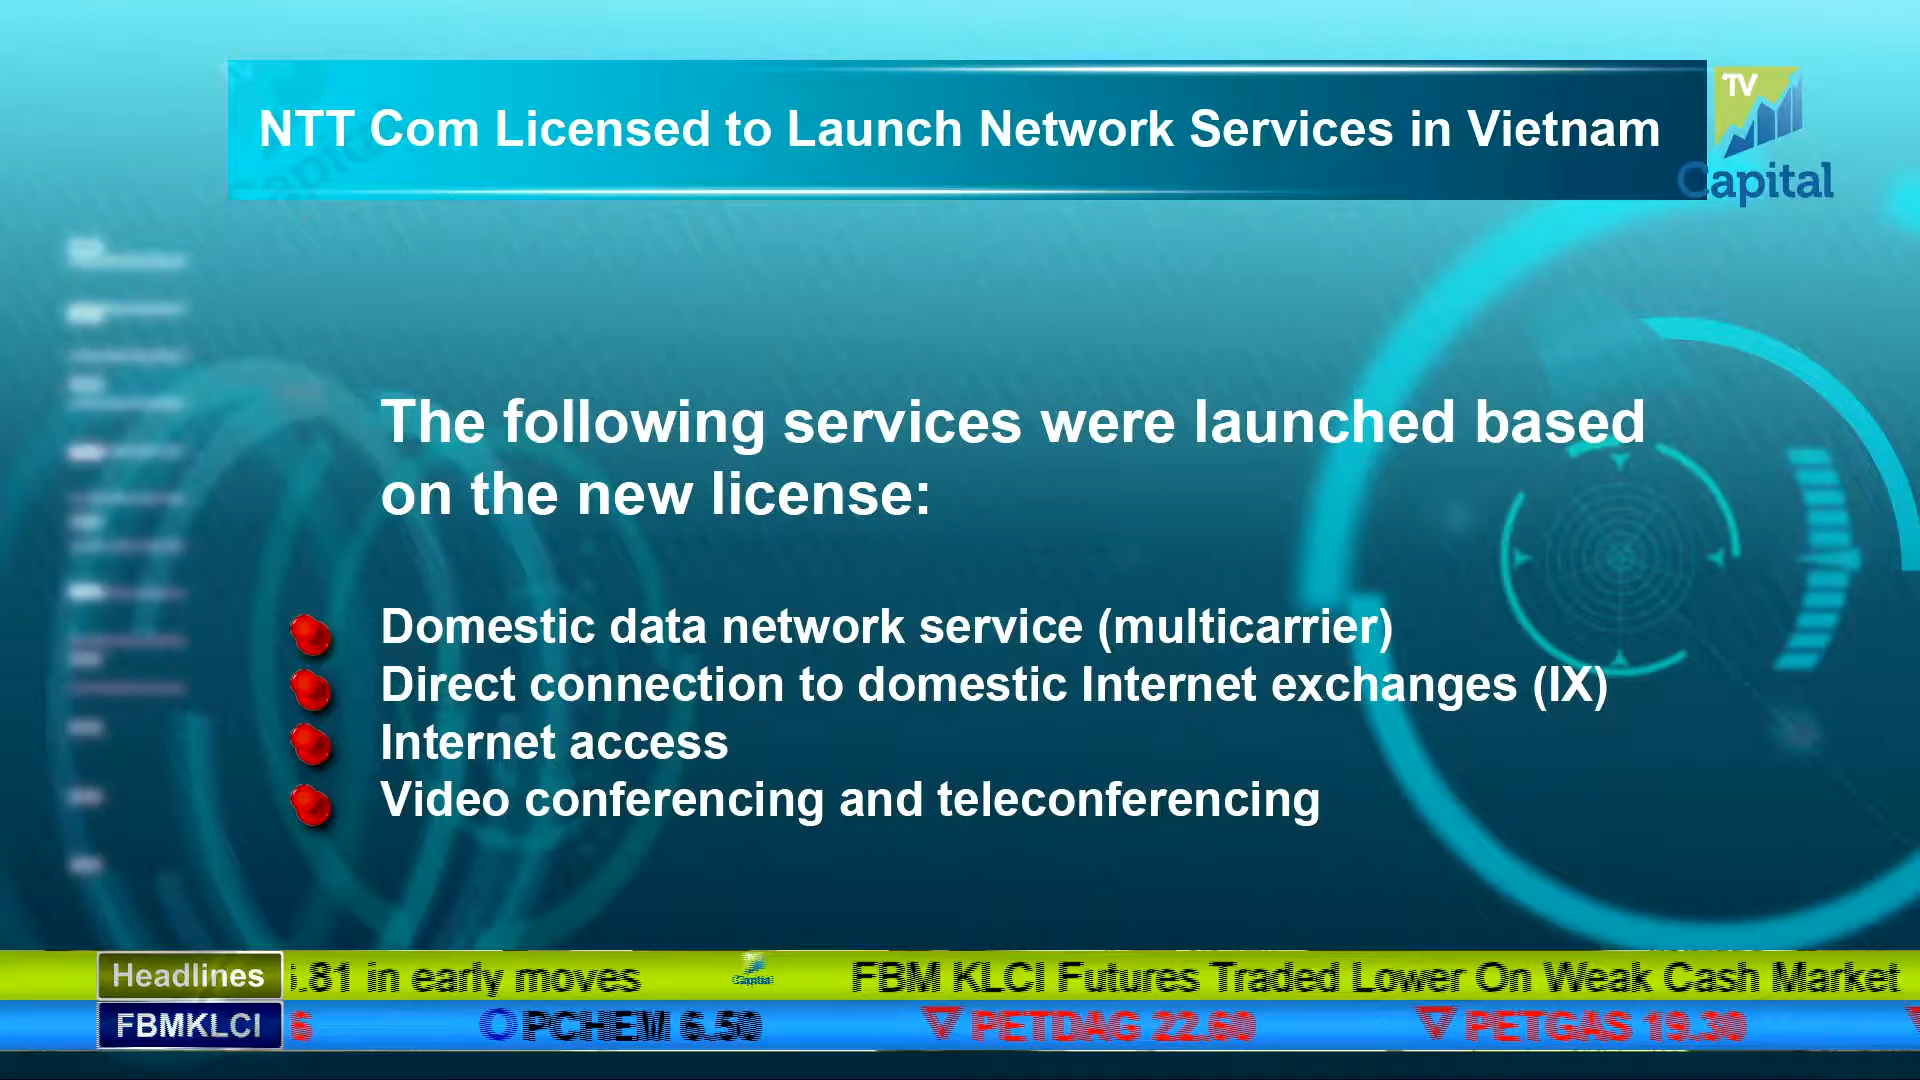 NTT Com Licensed to Launch Network Services in Vietnam
TV
Capital
The following services were launched based
on the new license:
Domestic data network service (multicarrier)
Direct connection to domestic Internet exchanges (IX)
Internet access
Video conferencing and teleconferencing
Headlines .81 in early moves Capital FBM KLCI Futures Traded Lower On Weak Cash Market
FBMKLCI 6 PCHEM 6.50 PETDAG 22.60 PETGAS 19.30